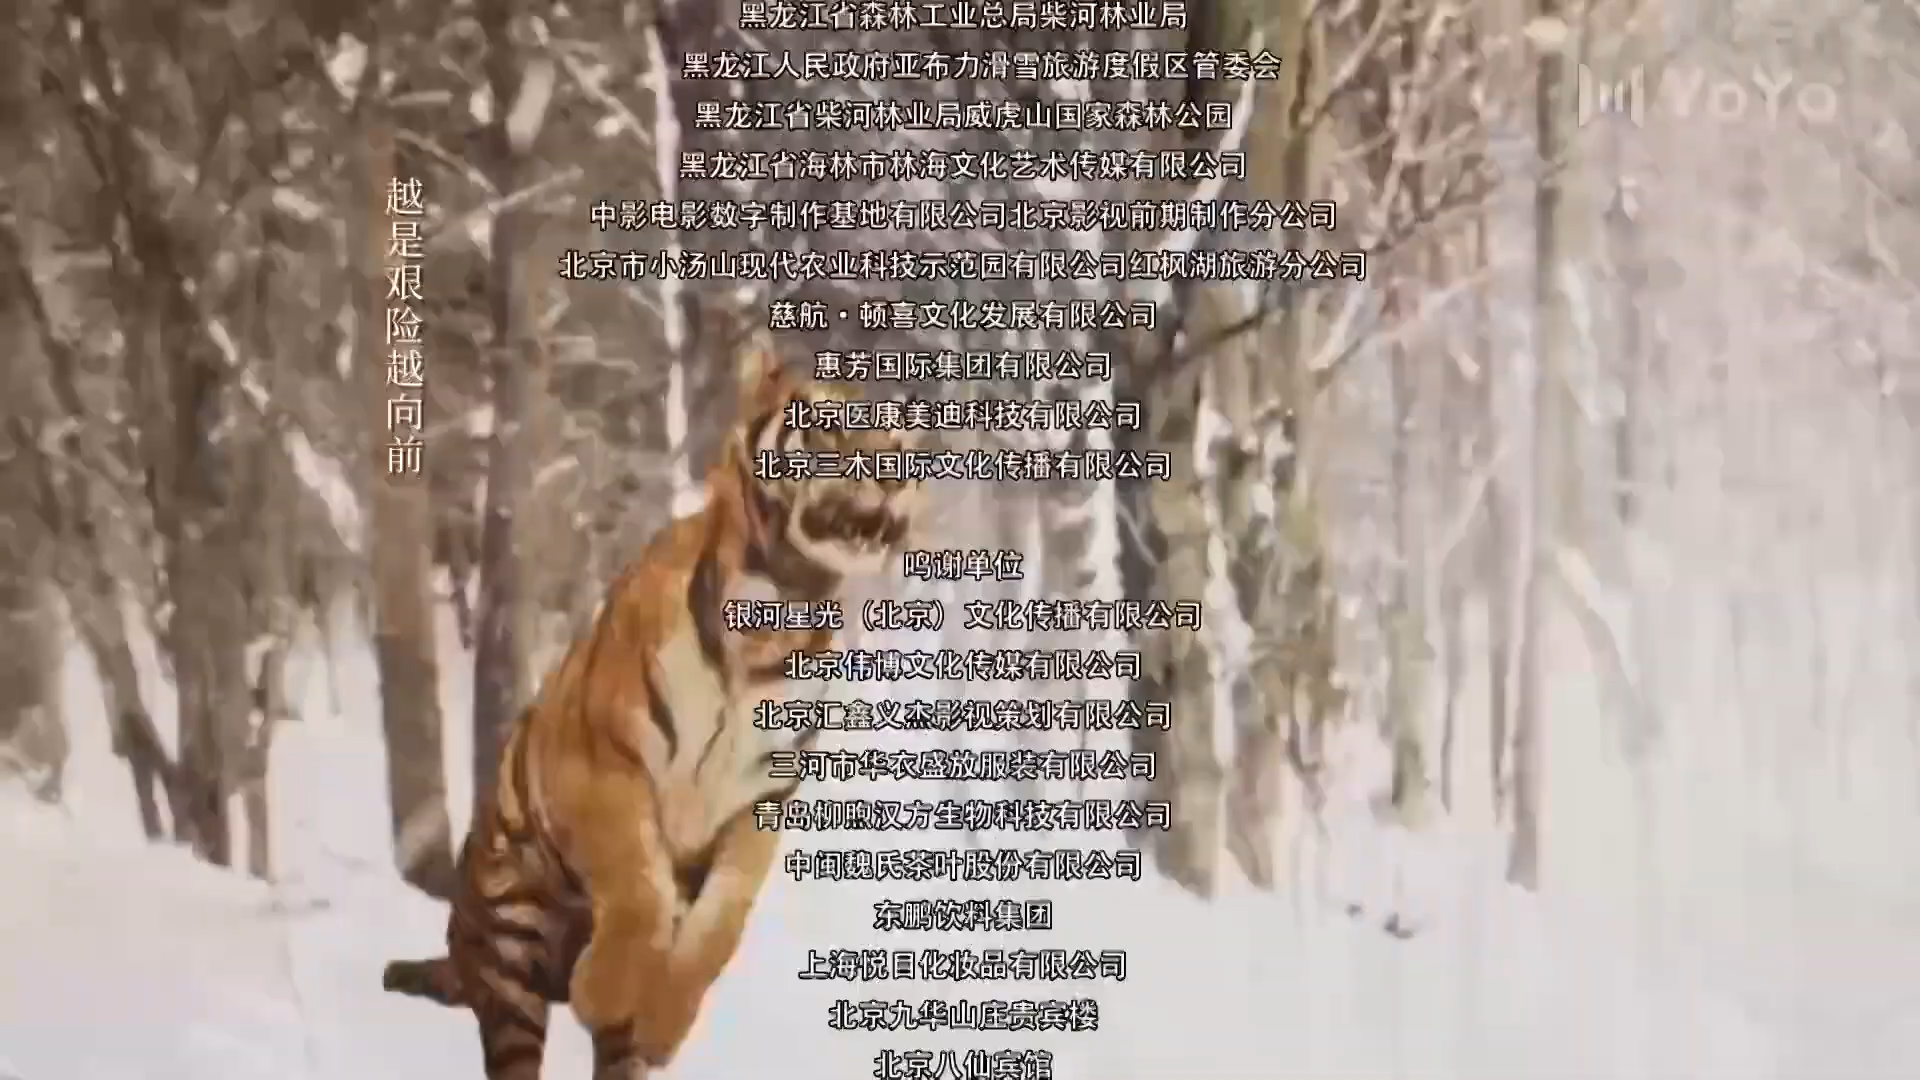 黑龙江省森林工业总局柴河林业局
黑龙江人民政府亚布力滑雪旅游度假区管委会
黑龙江省柴河林业局威虎山国家森林公园
黑龙江省海林市林海文化艺术传媒有限公司
中影电影数字制作基地有限公司北京影视前期制作分公司
北京市小汤山现代农业科技示范园有限公司红枫湖旅游分公司
慈航·顿喜文化发展有限公司
惠芳国际集团有限公司
北京医康美迪科技有限公司
北京三木国际文化传播有限公司
鸣谢单位
银河星光（北京）文化传播有限公司
北京伟博文化传媒有限公司
北京汇鑫义杰影视策划有限公司
三河市华衣盛放服装有限公司
青岛柳煦汉方生物科技有限公司
中闽魏氏茶叶股份有限公司
东鹏饮料集团
上海悦目化妆品有限公司
北京九华山庄贵宾楼
北京八仙宾馆
越是艰险越向前
YoYo